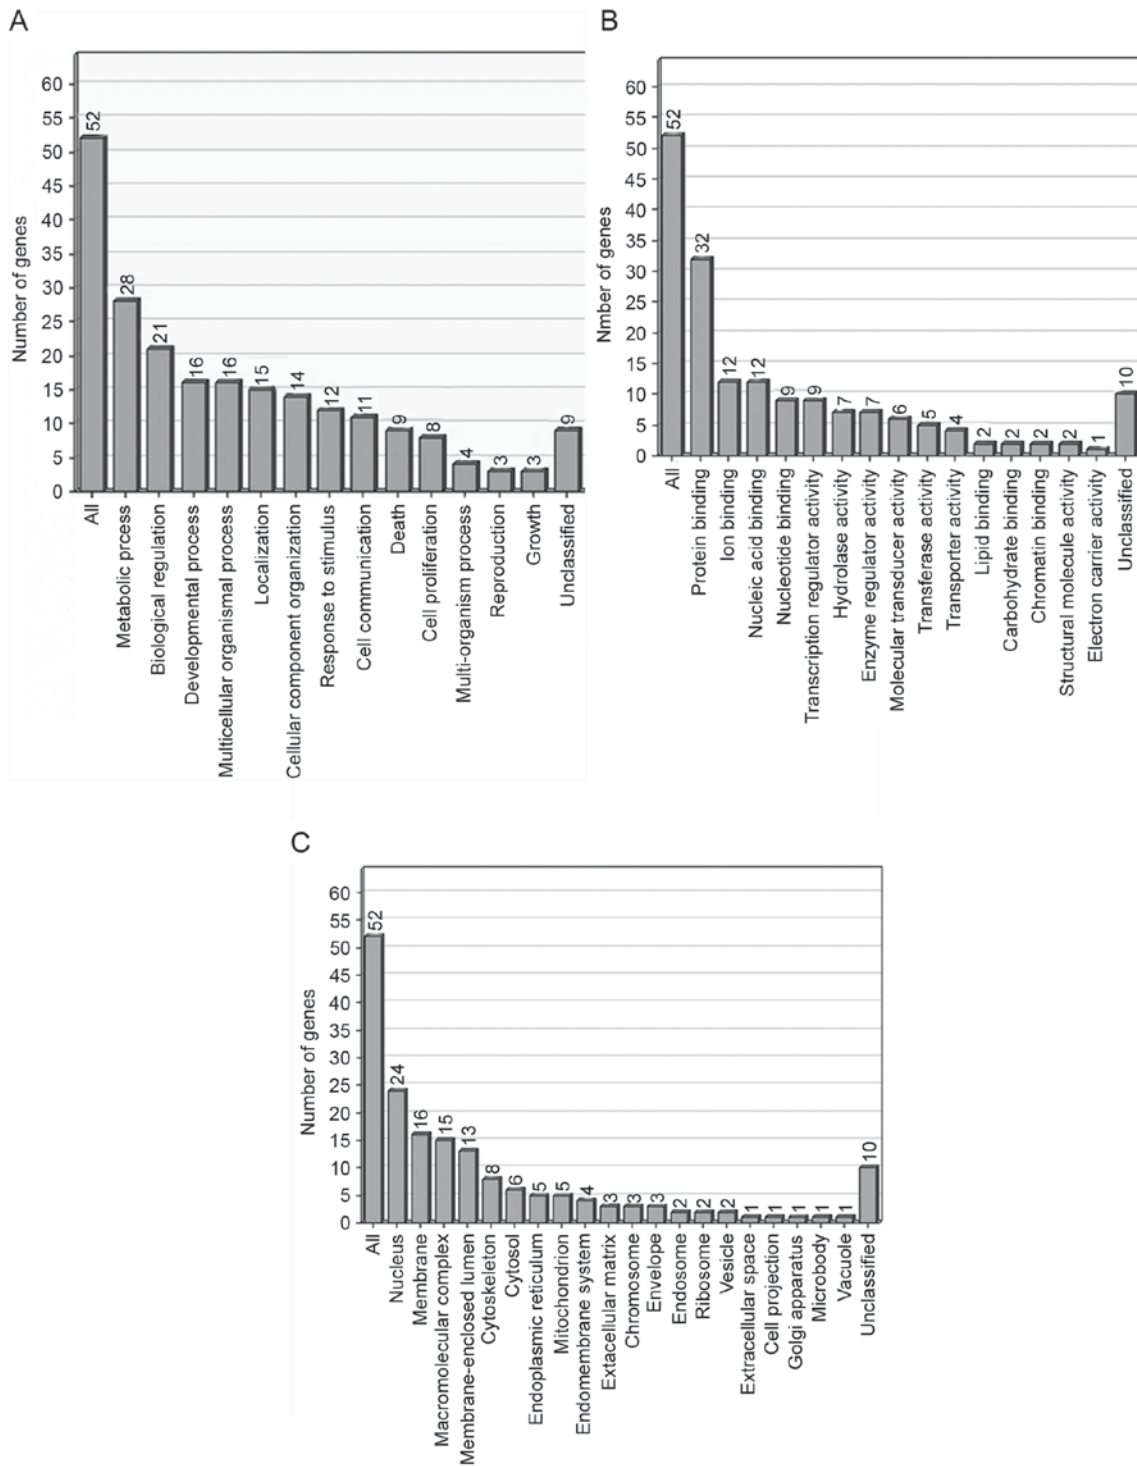 A
Number of genes
60
55
50
45
40
35
30
25
20
15
10
5
0
52
28
21
16
16
15
14
12
11
9
8
4
3
3
9
All
Metabolic prcess
Biological regulation
Developmental process
Multicellular organismal process
Localization
Cellular component organization
Response to stimulus
Cell communication
Death
Cell proliferation
Multi-organism process
Reproduction
Growth
Unclassified
B
Nmber of genes
60
55
50
45
40
35
30
25
20
15
10
5
0
52
32
12
12
9
9
7
7
6
5
4
2
2
2
2
1
10
All
Protein binding
Ion binding
Nucleic acid binding
Nucleotide binding
Transcription regulator activity
Hydrolase activity
Enzyme regulator activity
Molecular transducer activity
Transferase activity
Transporter activity
Lipid binding
Carbohydrate binding
Chromatin binding
Structural molecule activity
Electron carrier activity
Unclassified
C
Number of genes
60
55
50
45
40
35
30
25
20
15
10
5
0
52
24
16
15
13
8
6
5
5
4
3
3
3
2
2
2
1
1
1
1
1
10
All
Nucleus
Membrane
Macromolecular complex
Membrane-enclosed lumen
Cytoskeleton
Cytosol
Endoplasmic reticulum
Mitochondrion
Endomembrane system
Extacellular matrix
Chromosome
Envelope
Endosome
Ribosome
Vesicle
Extracellular space
Cell projection
Golgi apparatus
Microbody
Vacuole
Unclassified